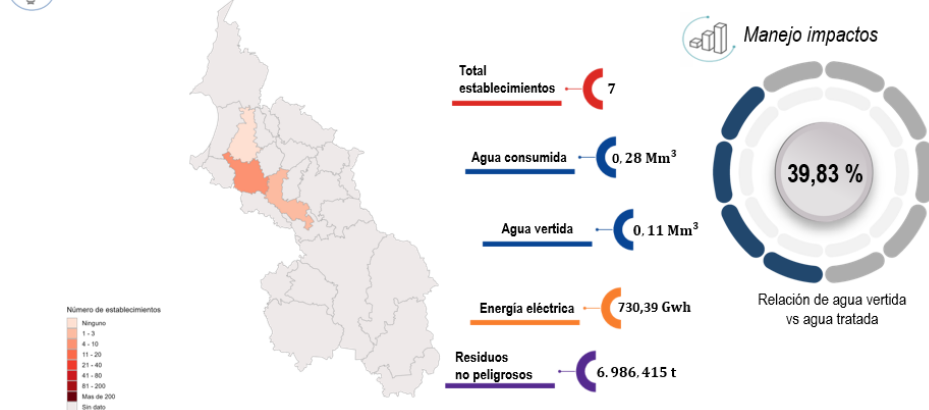 Manejo impactos
Total
establecimientos
7
Agua consumida
0,28 Mm³
39,83 %
Agua vertida
0,11 Mm³
Energía eléctrica
730,39 Gwh
Relación de agua vertida
vs agua tratada
Residuos
no peligrosos
6.986,415 t
Número de establecimientos
Ninguno
1 - 3
4 - 10
11 - 20
21 - 40
41 - 80
81 - 200
Mas de 200
Sin dato